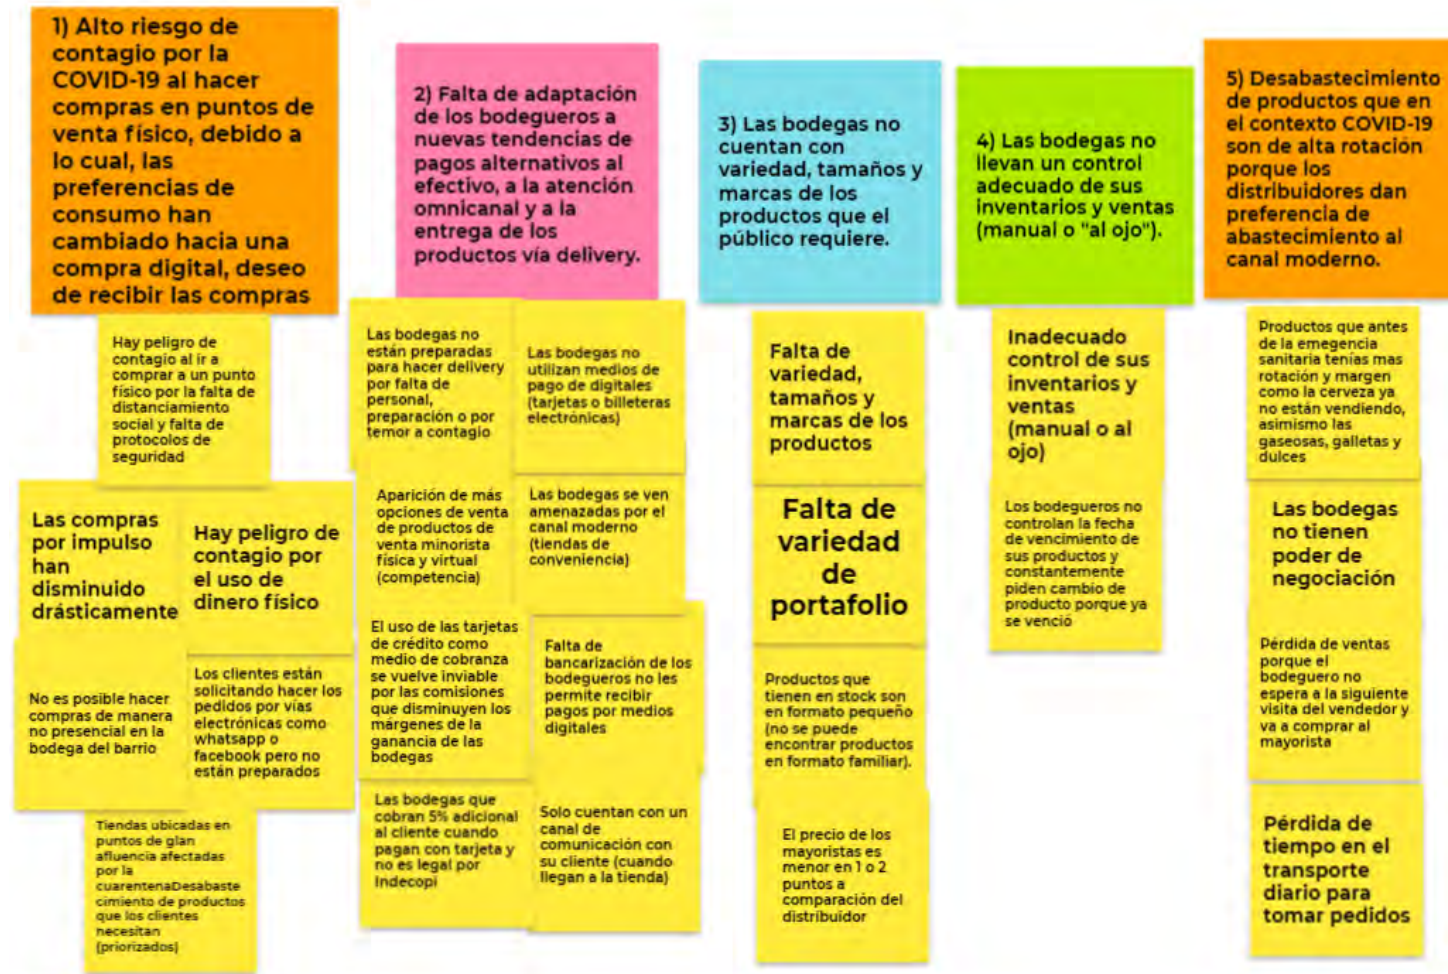 1) Alto riesgo de
contagio por la
COVID-19 al hacer
compras en puntos de
venta físico, debido a
lo cual, las
preferencias de
consumo han
cambiado hacia una
compra digital, deseo
de recibir las compras
Hay peligro de
contagio al ir a
comprar a un punto
físico por la falta de
distanciamiento
social y falta de
protocolos de
seguridad
Las compras
por impulso
han
disminuido
drásticamente
Hay peligro de
contagio por
el uso de
dinero físico
No es posible hacer
compras de manera
no presencial en la
bodega del barrio
Los clientes están
solicitando hacer los
pedidos por vías
electrónicas como
whatsapp o
facebook pero no
están preparados
Tiendas ubicadas en
puntos de glan
afluencia afectadas
por la
cuarentenaDesabaste
cimiento de productos
que los clientes
necesitan
(priorizados)
2) Falta de adaptación
de los bodegueros a
nuevas tendencias de
pagos alternativos al
efectivo, a la atención
omnicanal y a la
entrega de los
productos vía delivery.
Las bodegas no
están preparadas
para hacer delivery
por falta de
personal,
preparación o por
temor a contagio
Las bodegas no
utilizan medios de
pago de digitales
(tarjetas o billeteras
electrónicas)
Aparición de más
opciones de venta
de productos de
venta minorista
física y virtual
(competencia)
Las bodegas se ven
amenazadas por el
canal moderno
(tiendas de
conveniencia)
El uso de las tarjetas
de crédito como
medio de cobranza
se vuelve inviable
por las comisiones
que disminuyen los
márgenes de la
ganancia de las
bodegas
Falta de
bancarización de los
bodegueros no les
permite recibir
pagos por medios
digitales
Las bodegas que
cobran 5% adicional
al cliente cuando
pagan con tarjeta y
no es legal por
Indecopi
Solo cuentan con un
canal de
comunicación con
su cliente (cuando
llegan a la tienda)
3) Las bodegas no
cuentan con
variedad, tamaños y
marcas de los
productos que el
público requiere.
Falta de
variedad,
tamaños y
marcas de los
productos
Falta de
variedad
de
portafolio
Productos que
tienen en stock son
en formato pequeño
(no se puede
encontrar productos
en formato familiar).
El precio de los
mayoristas es
menor en 1 o 2
puntos a
comparación del
distribuidor
4) Las bodegas no
llevan un control
adecuado de sus
inventarios y ventas
(manual o "al ojo").
Inadecuado
control de sus
inventarios y
ventas
(manual o al
ojo)
Los bodegueros no
controlan la fecha
de vencimiento de
sus productos y
constantemente
piden cambio de
producto porque ya
se venció
5) Desabastecimiento
de productos que en
el contexto COVID-19
son de alta rotación
porque los
distribuidores dan
preferencia de
abastecimiento al
canal moderno.
Productos que antes
de la emegencia
sanitaria tenías mas
rotación y margen
como la cerveza ya
no están vendiendo,
asimismo las
gaseosas, galletas y
dulces
Las bodegas
no tienen
poder de
negociación
Pérdida de ventas
porque el
bodeguero no
espera a la siguiente
visita del vendedor y
va a comprar al
mayorista
Pérdida de
tiempo en el
transporte
diario para
tomar pedidos